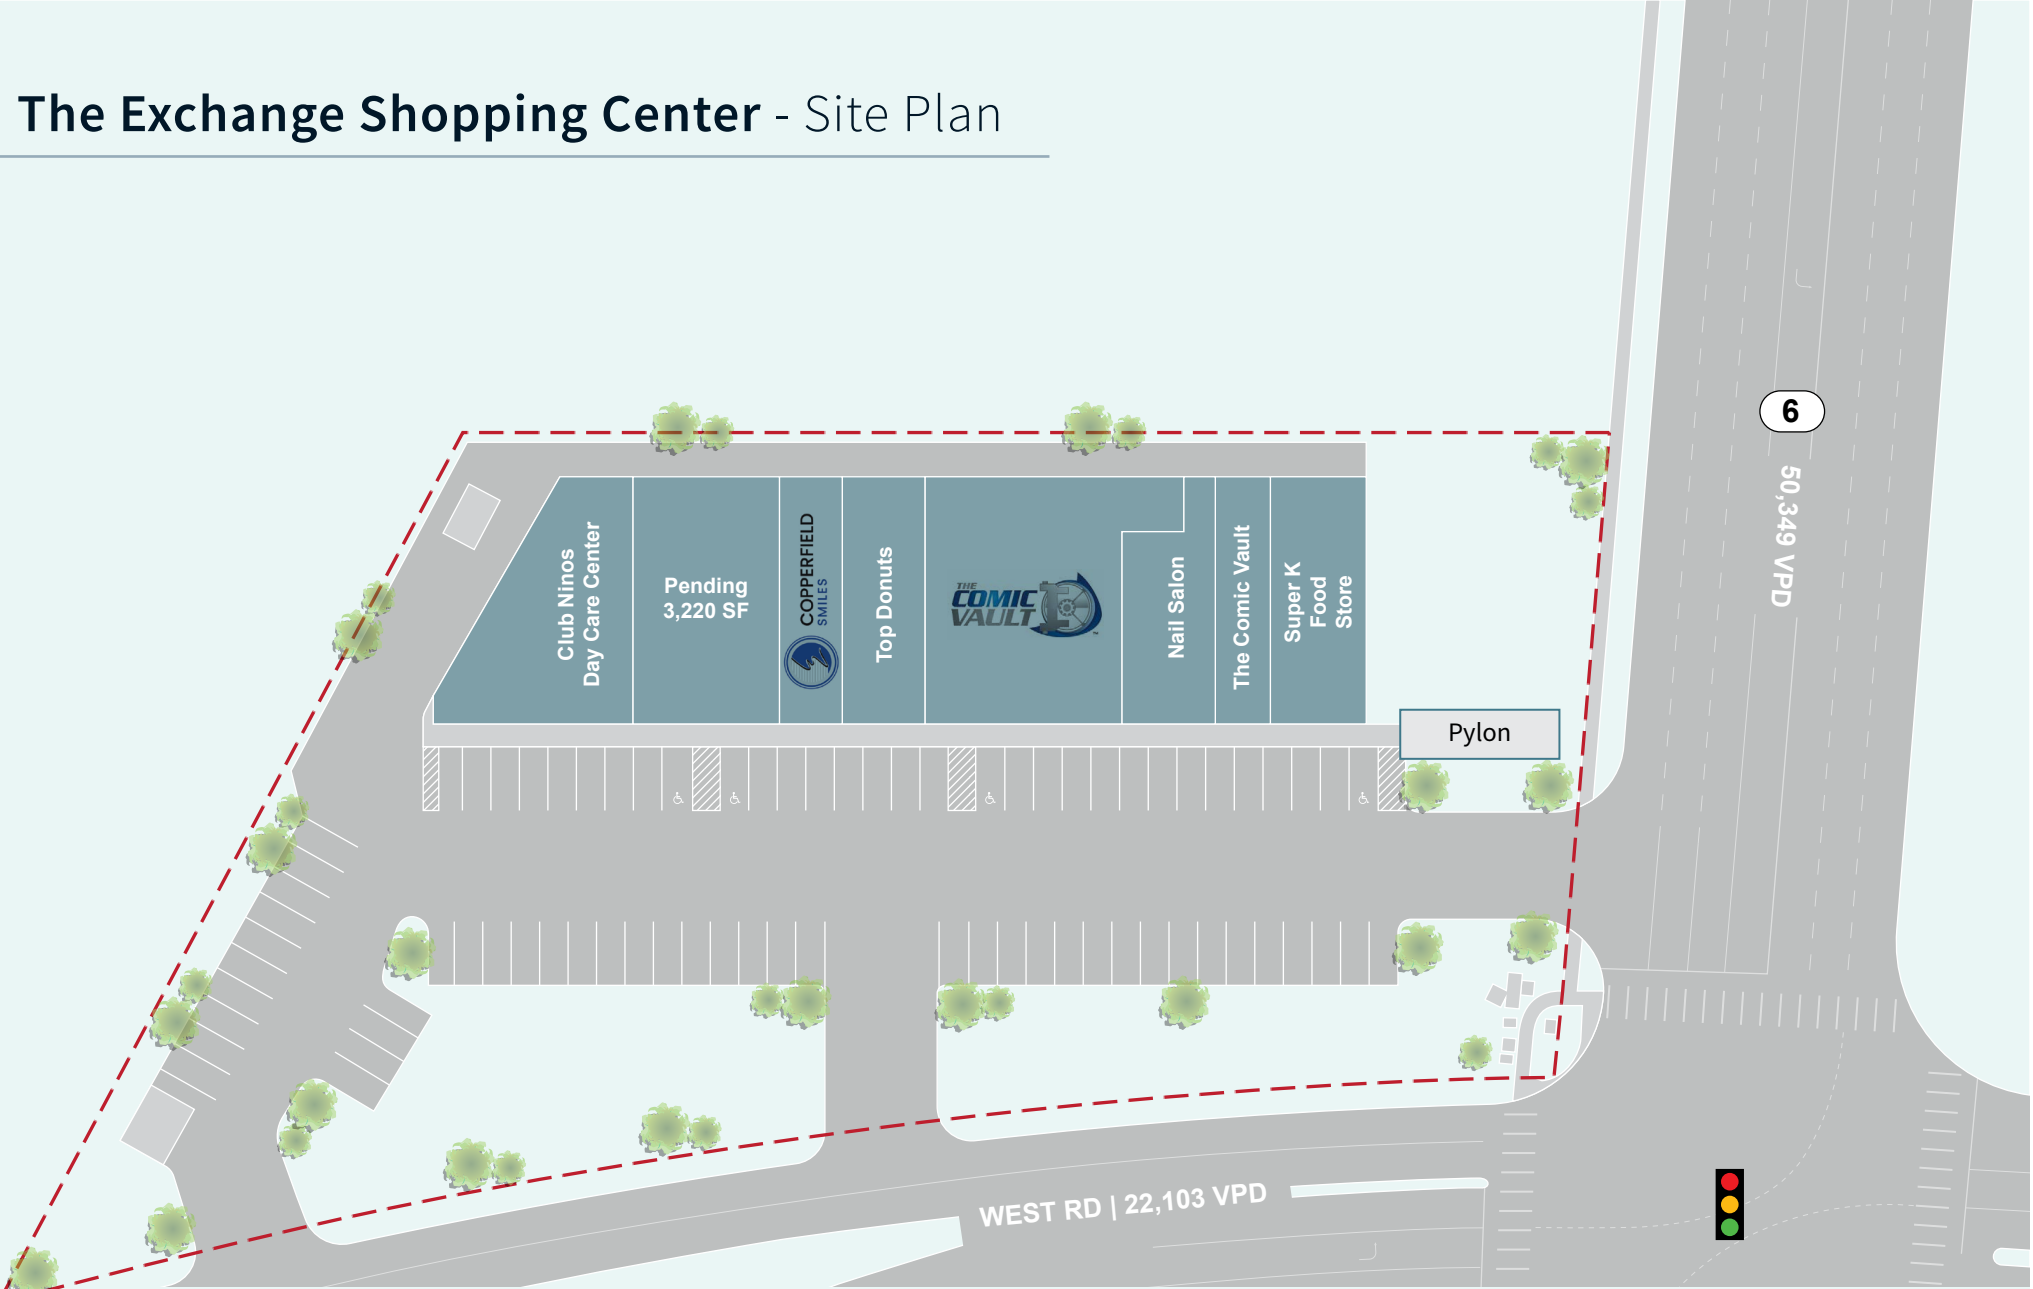 The Exchange Shopping Center - Site Plan
6
50,349 VPD
Club Ninos
Day Care Center
Pending
3,220 SF
COPPERFIELD
SMILES
Top Donuts
THE
COMIC
VAULT
TM
Nail Salon
The Comic Vault
Super K
Food
Store
Pylon
WEST RD | 22,103 VPD